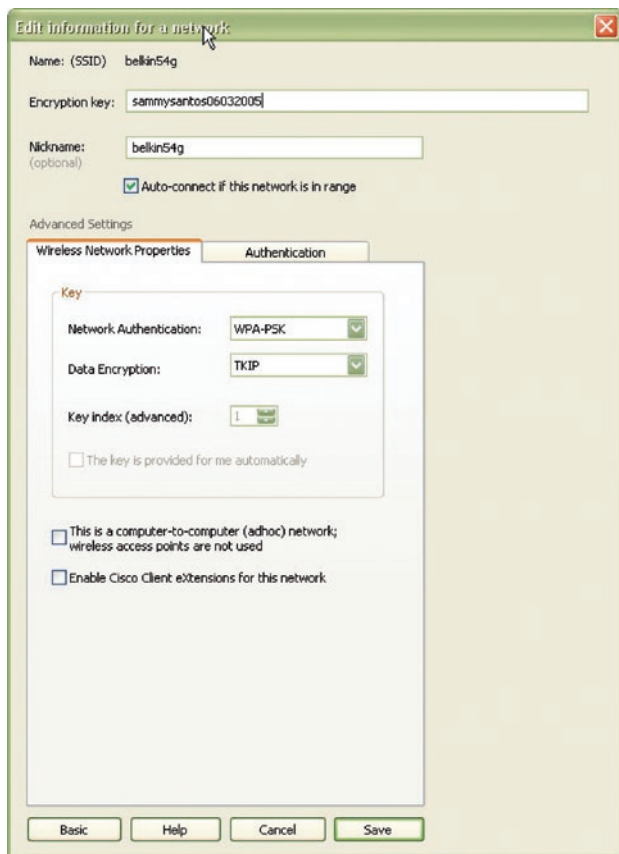 Edit information for a network
Name: (SSID) belkin54g
Encryption key: sammysantos06032005
Nickname: belkin54g
(optional)
Auto-connect if this network is in range
Advanced Settings
Wireless Network Properties Authentication
Key
Network Authentication: WPA-PSK
Data Encryption: TKIP
Key index (advanced): 1
The key is provided for me automatically
This is a computer-to-computer (adhoc) network;
wireless access points are not used
Enable Cisco Client eXtensions for this network
Basic Help Cancel Save